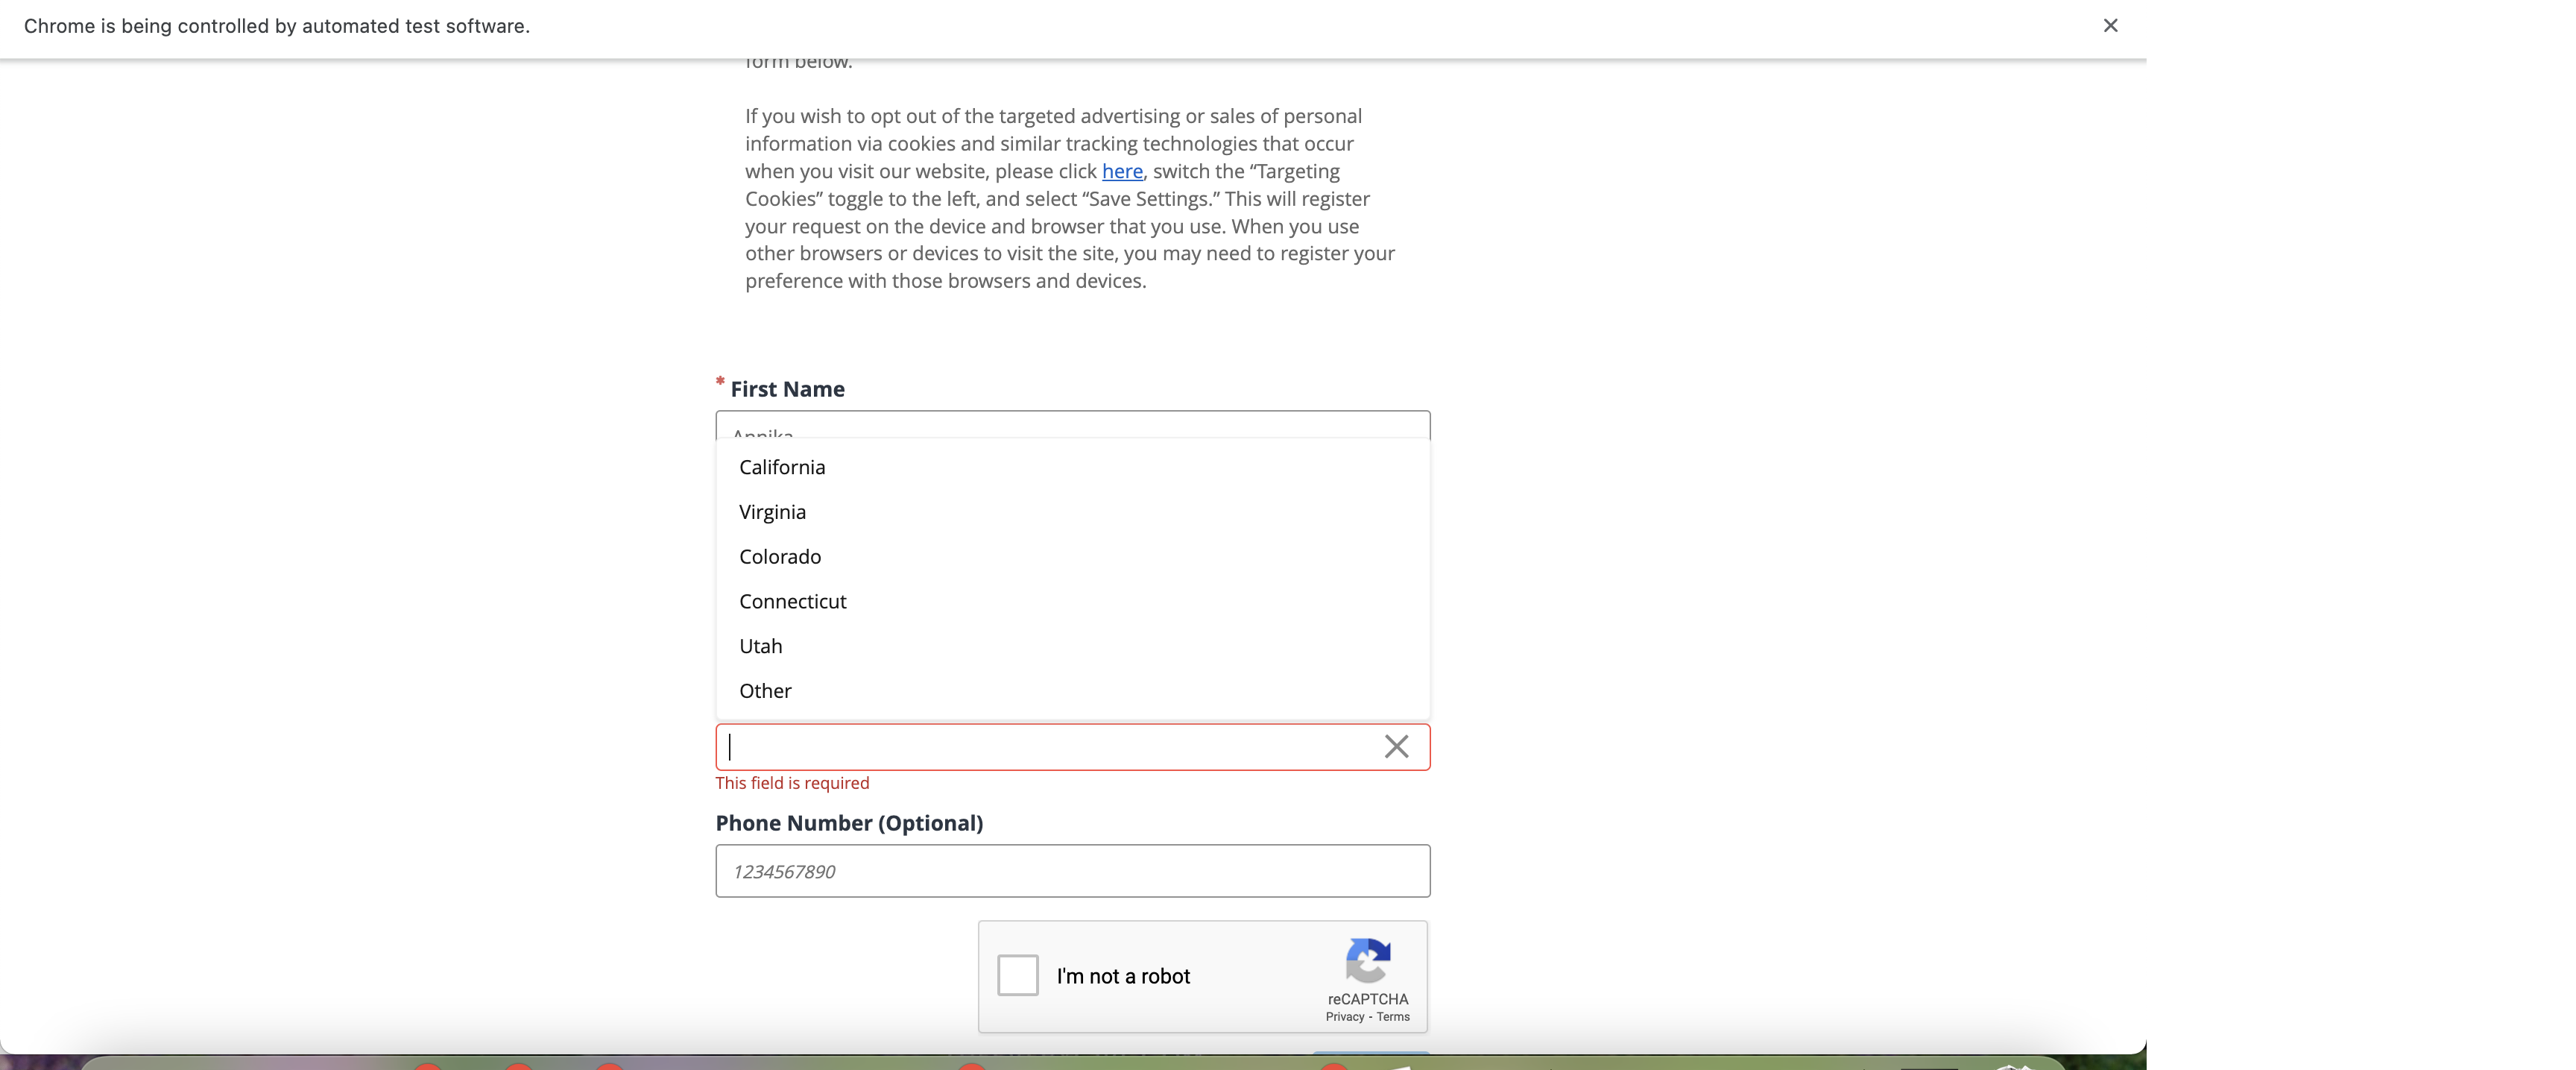 Chrome is being controlled by automated test software.
form below.
If you wish to opt out of the targeted advertising or sales of personal
information via cookies and similar tracking technologies that occur
when you visit our website, please click here, switch the “Targeting
Cookies” toggle to the left, and select “Save Settings.” This will register
your request on the device and browser that you use. When you use
other browsers or devices to visit the site, you may need to register your
preference with those browsers and devices.
* First Name
Annika
California
Virginia
Colorado
Connecticut
Utah
Other
This field is required
Phone Number (Optional)
1234567890
I'm not a robot
reCAPTCHA
Privacy - Terms